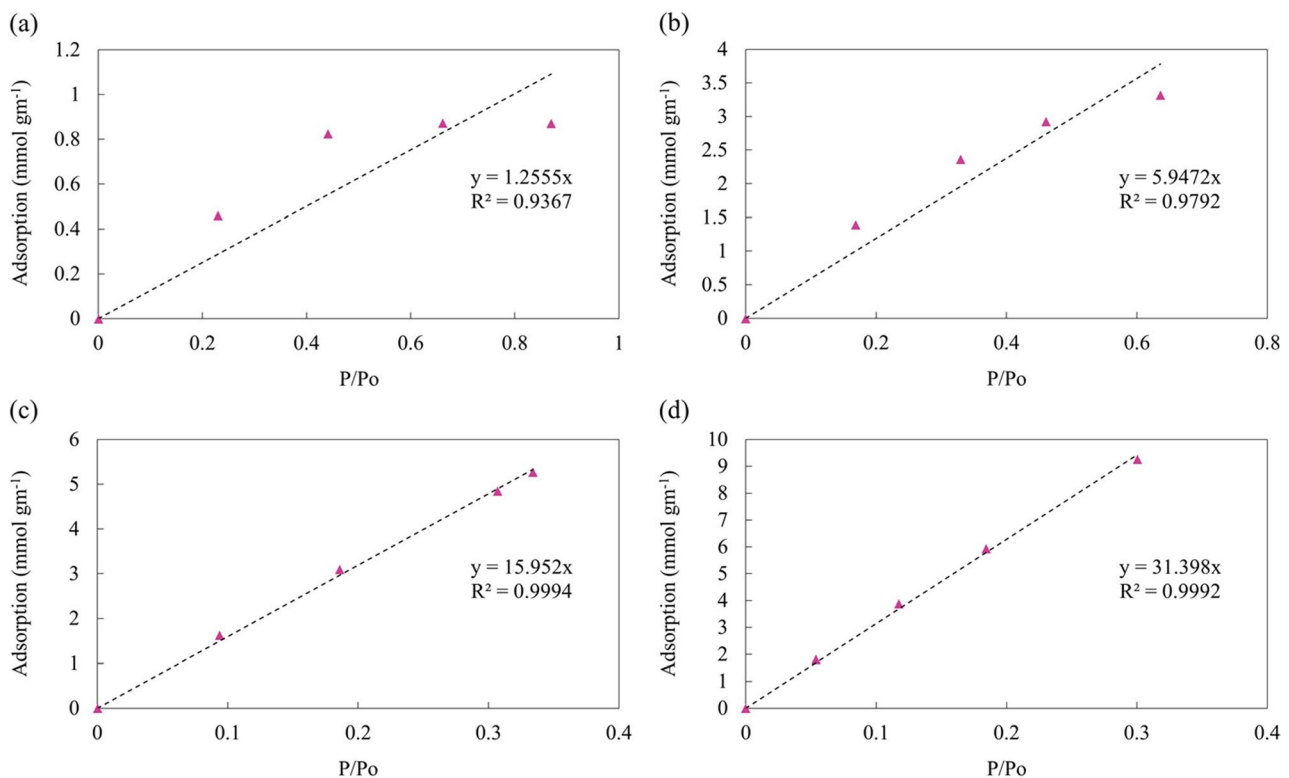 (a)
1.2
1
0.8
0.6
0.4
0.2
0
Adsorption (mmol gm⁻¹)
y = 1.2555x
R² = 0.9367
0 0.2 0.4 0.6 0.8 1
P/Po
(b)
4
3.5
3
2.5
2
1.5
1
0.5
0
Adsorption (mmol gm⁻¹)
y = 5.9472x
R² = 0.9792
0 0.2 0.4 0.6 0.8
P/Po
(c)
6
5
4
3
2
1
0
Adsorption (mmol gm⁻¹)
y = 15.952x
R² = 0.9994
0 0.1 0.2 0.3 0.4
P/Po
(d)
10
9
8
7
6
5
4
3
2
1
0
Adsorption (mmol gm⁻¹)
y = 31.398x
R² = 0.9992
0 0.1 0.2 0.3 0.4
P/Po